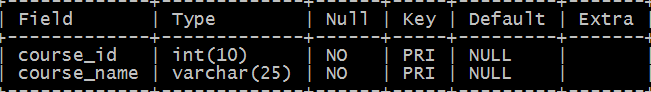 +-------------+-------------+------+-----+---------+-------+
| Field       | Type        | Null | Key | Default | Extra |
+-------------+-------------+------+-----+---------+-------+
| course_id   | int(10)     | NO   | PRI | NULL    |       |
| course_name | varchar(25) | NO   | PRI | NULL    |       |
+-------------+-------------+------+-----+---------+-------+